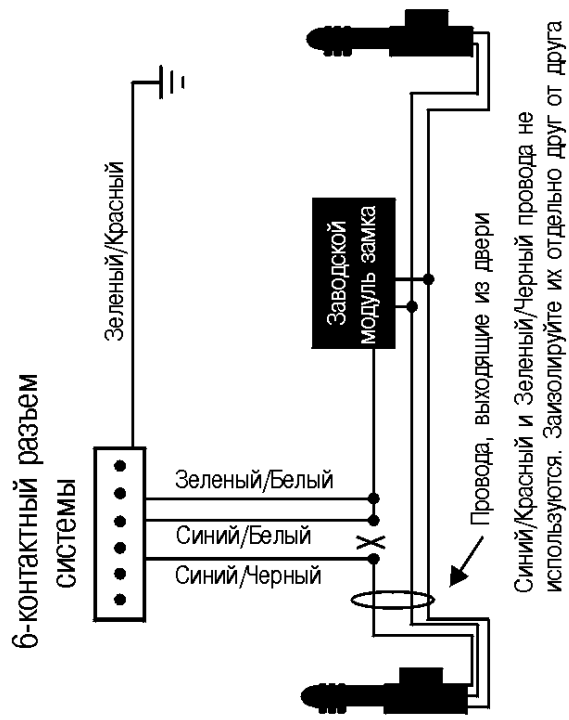 6-контактный разъем
системы
Зеленый/Красный
Зеленый/Белый
Синий/Белый
Синий/Черный
Заводской
модуль замка
Провода, выходящие из двери
Синий/Красный и Зеленый/Черный провода не
используются. Заизолируйте их отдельно друг от друга